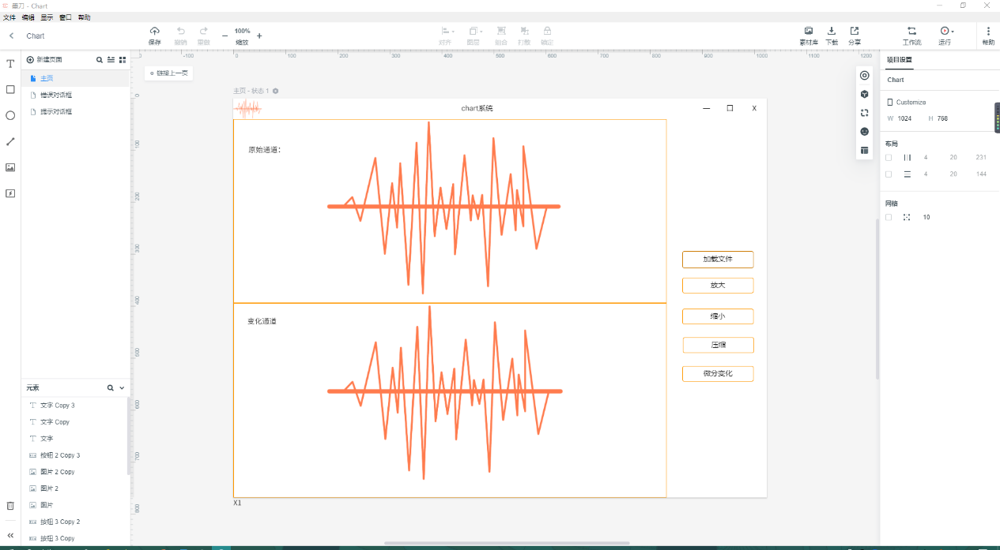 墨刀 - Chart
文件 编辑 显示 窗口 帮助
Chart
保存 撤销 重做
100%
缩放
对齐 图层 组合 打散 锁定
素材库 下载 分享
工作流 运行
帮助
新建页面
主页
错误对话框
提示对话框
-100 0 100 200 300 400 500 600 700 800 900 1000 1100 1200
0
100
200
300
400
500
600
700
800
链接上一页
主页 - 状态 1
chart系统
X
原始通道:
变化通道
加载文件
放大
缩小
压缩
微分变化
X1
元素
文字 Copy 3
文字 Copy
文字
按钮 2 Copy 3
图片 2 Copy
图片 2
图片
按钮 3 Copy 2
按钮 3 Copy
项目设置
Chart
Customize
W 1024 H 768
布局
4 20 231
4 20 144
网格
10